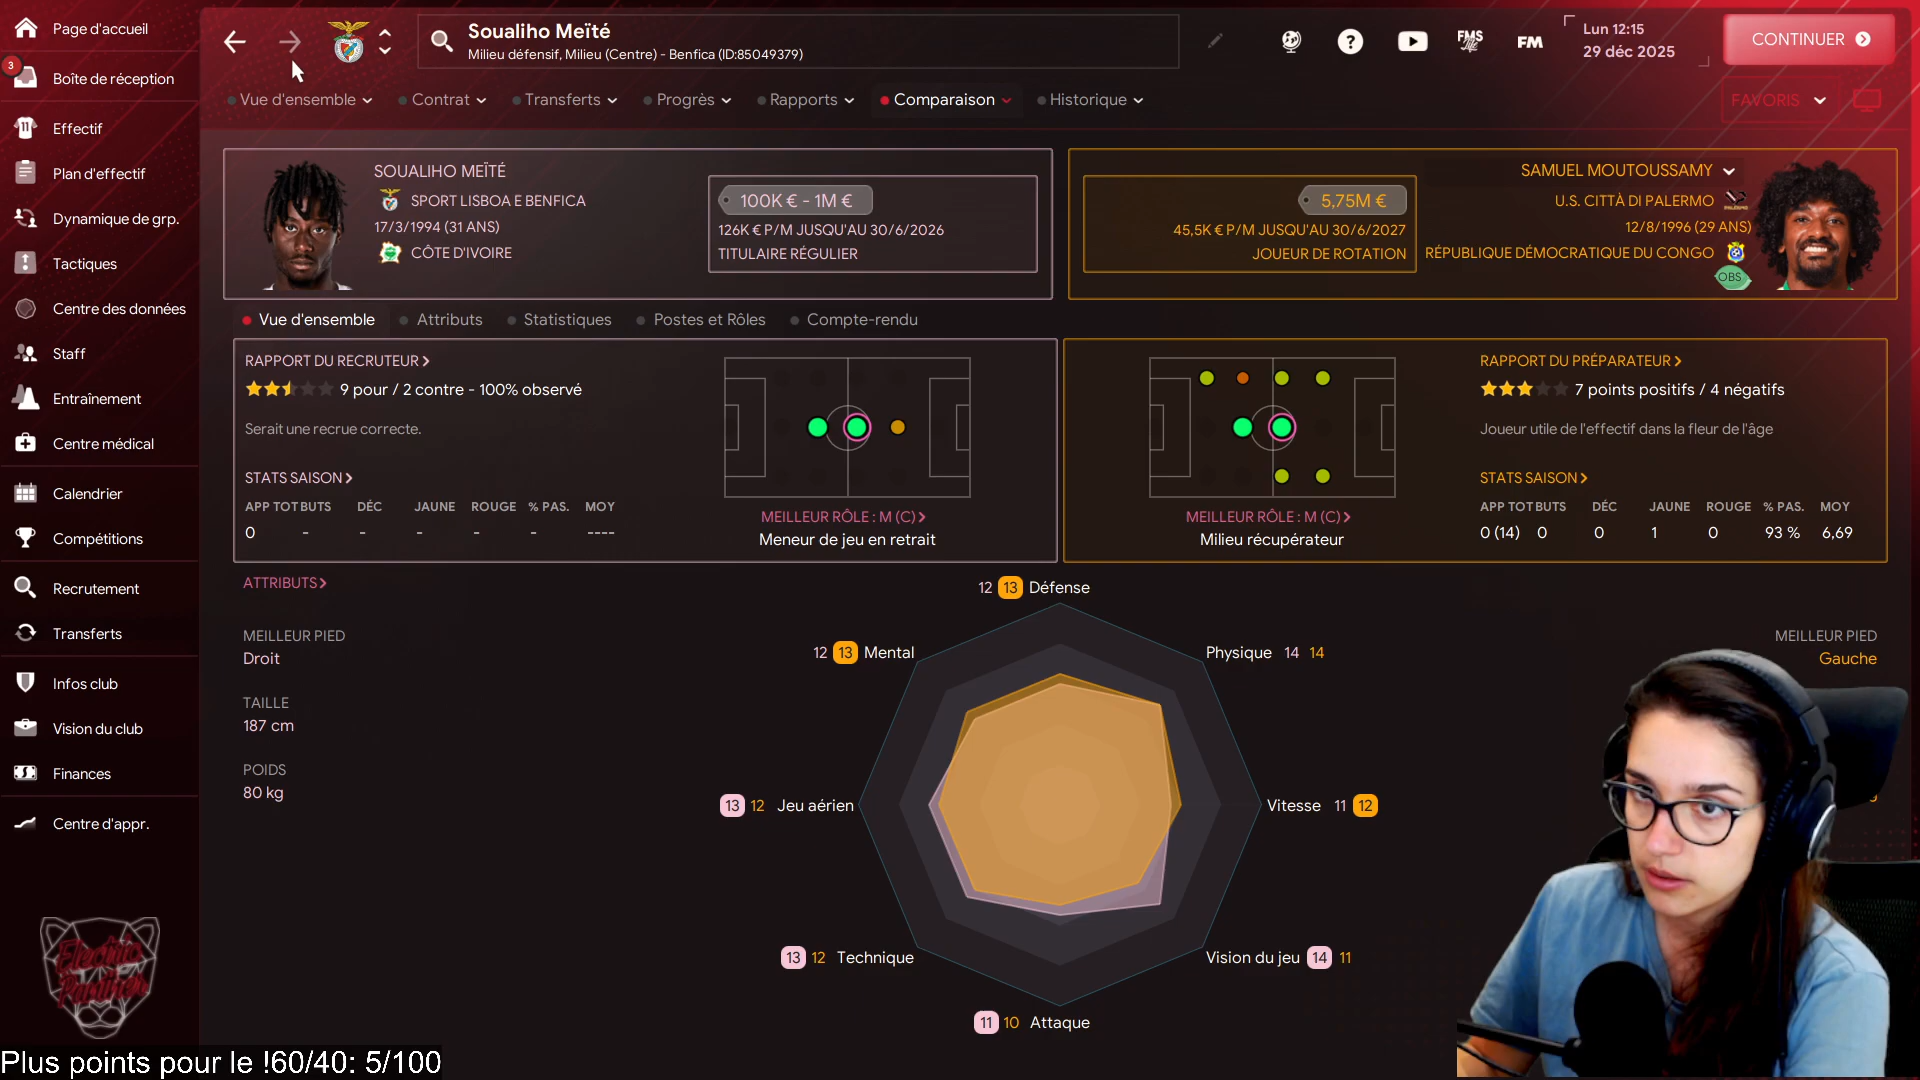 Page d'accueil
3
Boîte de réception
Effectif
Plan d'effectif
Dynamique de grp.
Tactiques
Centre des données
Staff
Entraînement
Centre médical
Calendrier
Compétitions
Recrutement
Transferts
Infos club
Vision du club
Finances
Centre d'appr.
Electric Panther
Soualiho Meïté
Milieu défensif, Milieu (Centre) - Benfica (ID:85049379)
FMS
FM
Lun 12:15
29 déc 2025
CONTINUER
Vue d'ensemble
Contrat
Transferts
Progrès
Rapports
Comparaison
Historique
FAVORIS
SOUALIHO MEÏTÉ
SPORT LISBOA E BENFICA
17/3/1994 (31 ANS)
CÔTE D'IVOIRE
100K € - 1M €
126K € P/M JUSQU'AU 30/6/2026
TITULAIRE RÉGULIER
5,75M €
45,5K € P/M JUSQU'AU 30/6/2027
JOUEUR DE ROTATION
SAMUEL MOUTOUSSAMY
U.S. CITTÀ DI PALERMO
12/8/1996 (29 ANS)
RÉPUBLIQUE DÉMOCRATIQUE DU CONGO
OBS
Vue d'ensemble
Attributs
Statistiques
Postes et Rôles
Compte-rendu
RAPPORT DU RECRUTEUR
9 pour / 2 contre - 100% observé
Serait une recrue correcte.
STATS SAISON
APP TOT BUTS DÉC JAUNE ROUGE % PAS. MOY
0 - - - - - ----
MEILLEUR RÔLE : M (C)
Meneur de jeu en retrait
MEILLEUR RÔLE : M (C)
Milieu récupérateur
RAPPORT DU PRÉPARATEUR
7 points positifs / 4 négatifs
Joueur utile de l'effectif dans la fleur de l'âge
STATS SAISON
APP TOT BUTS DÉC JAUNE ROUGE % PAS. MOY
0 (14) 0 0 1 0 93 % 6,69
ATTRIBUTS
MEILLEUR PIED
Droit
TAILLE
187 cm
POIDS
80 kg
12 13 Défense
12 13 Mental
Physique 14 14
13 12 Jeu aérien
Vitesse 11 12
13 12 Technique
Vision du jeu 14 11
11 10 Attaque
MEILLEUR PIED
Gauche
Plus points pour le !60/40: 5/100